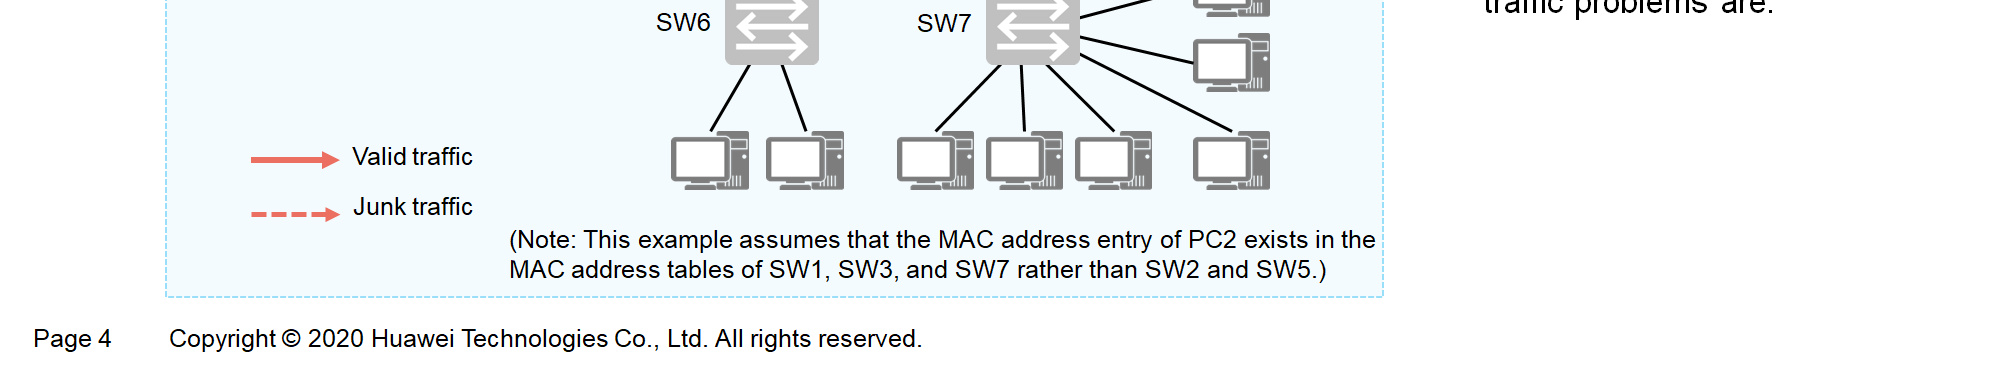 SW6
SW7
traffic problems are:
Valid traffic
Junk traffic
(Note: This example assumes that the MAC address entry of PC2 exists in the
MAC address tables of SW1, SW3, and SW7 rather than SW2 and SW5.)
Page 4
Copyright © 2020 Huawei Technologies Co., Ltd. All rights reserved.